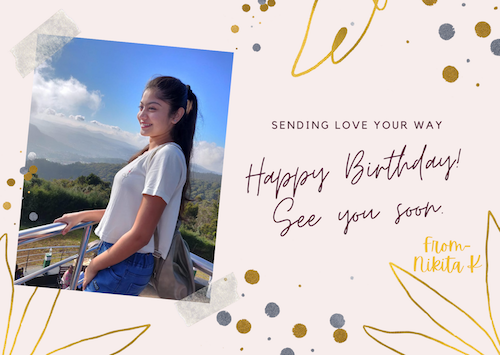 SENDING LOVE YOUR WAY
Happy Birthday!
See you soon.
From-
Nikita K